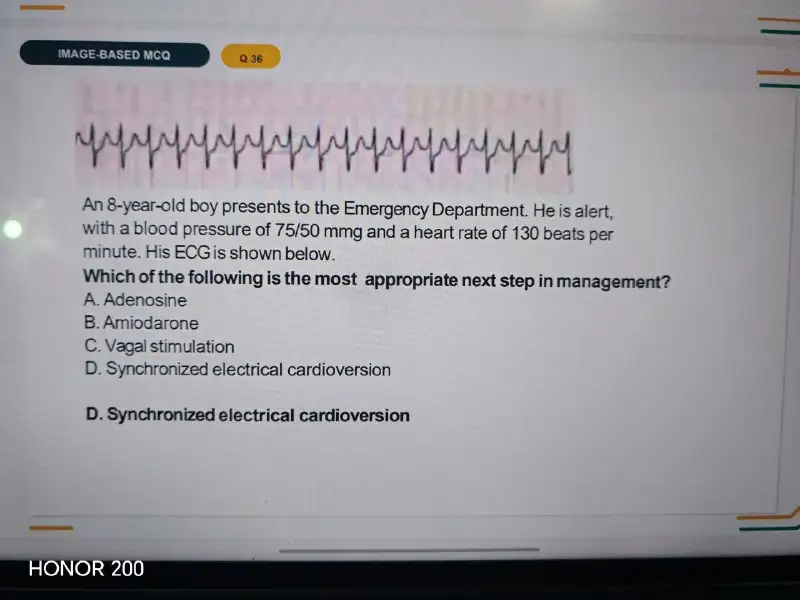 IMAGE-BASED MCQ
Q 36
An 8-year-old boy presents to the Emergency Department. He is alert,
with a blood pressure of 75/50 mmg and a heart rate of 130 beats per
minute. His ECG is shown below.
Which of the following is the most appropriate next step in management?
A. Adenosine
B. Amiodarone
C. Vagal stimulation
D. Synchronized electrical cardioversion
D. Synchronized electrical cardioversion
HONOR 200